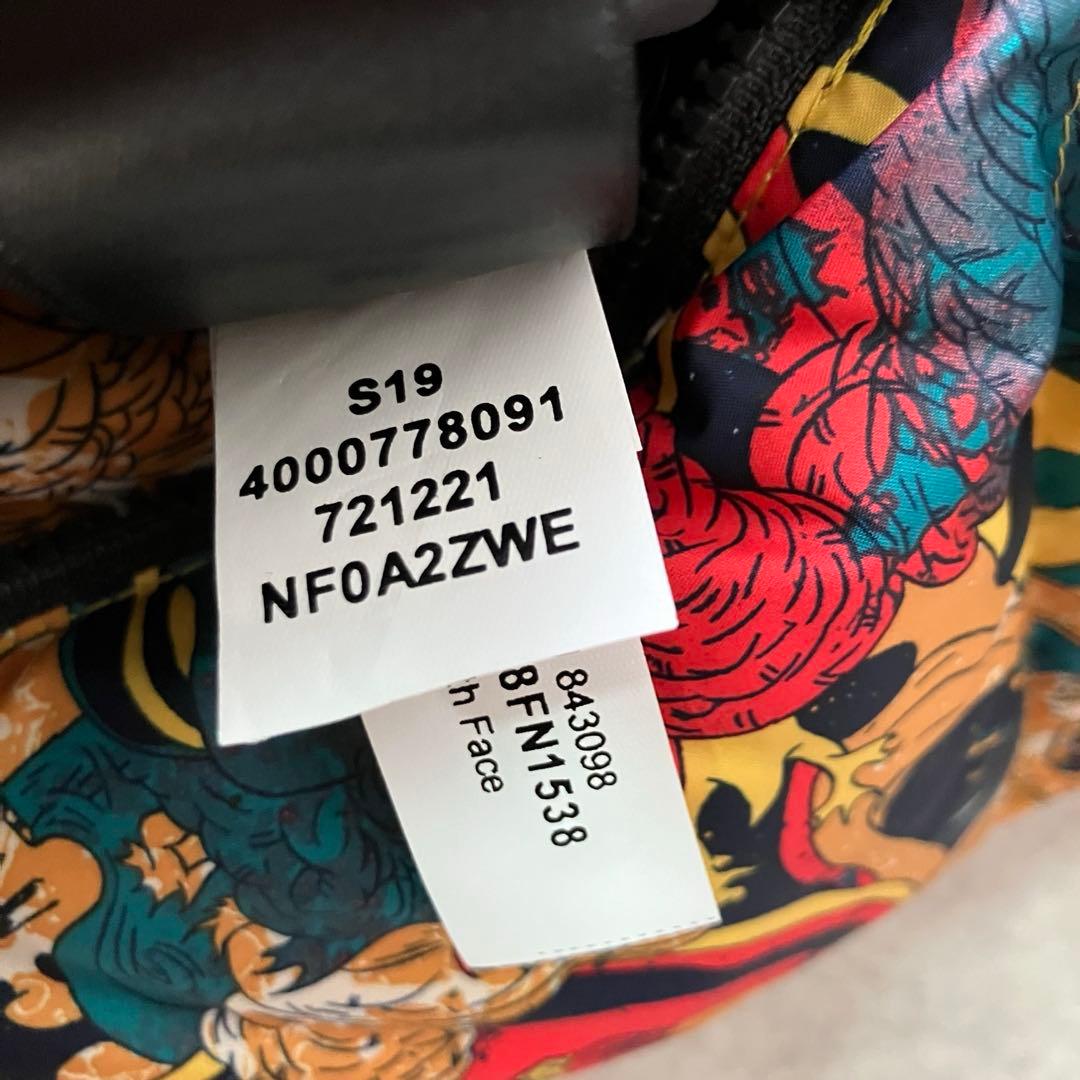 S19
4000778091
721221
NF0A2ZWE
843098
8FN1538
Face